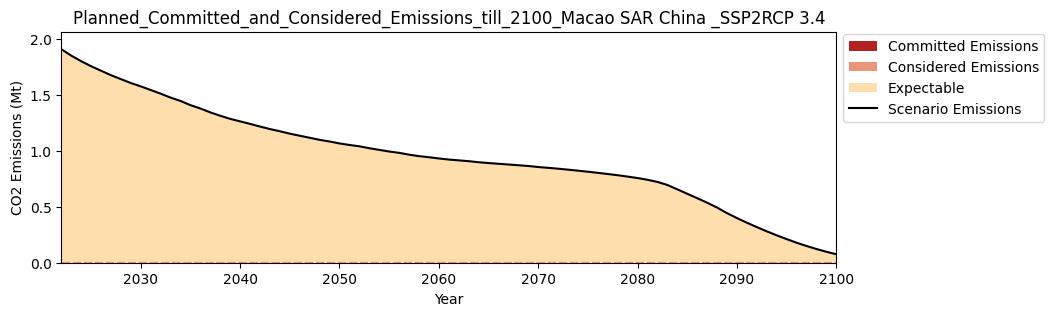 Planned_Committed_and_Considered_Emissions_till_2100_Macao SAR China _SSP2RCP 3.4
2.0
1.5
1.0
0.5
0.0
CO2 Emissions (Mt)
2030 2040 2050 2060 2070 2080 2090 2100
Year
Committed Emissions
Considered Emissions
Expectable
Scenario Emissions